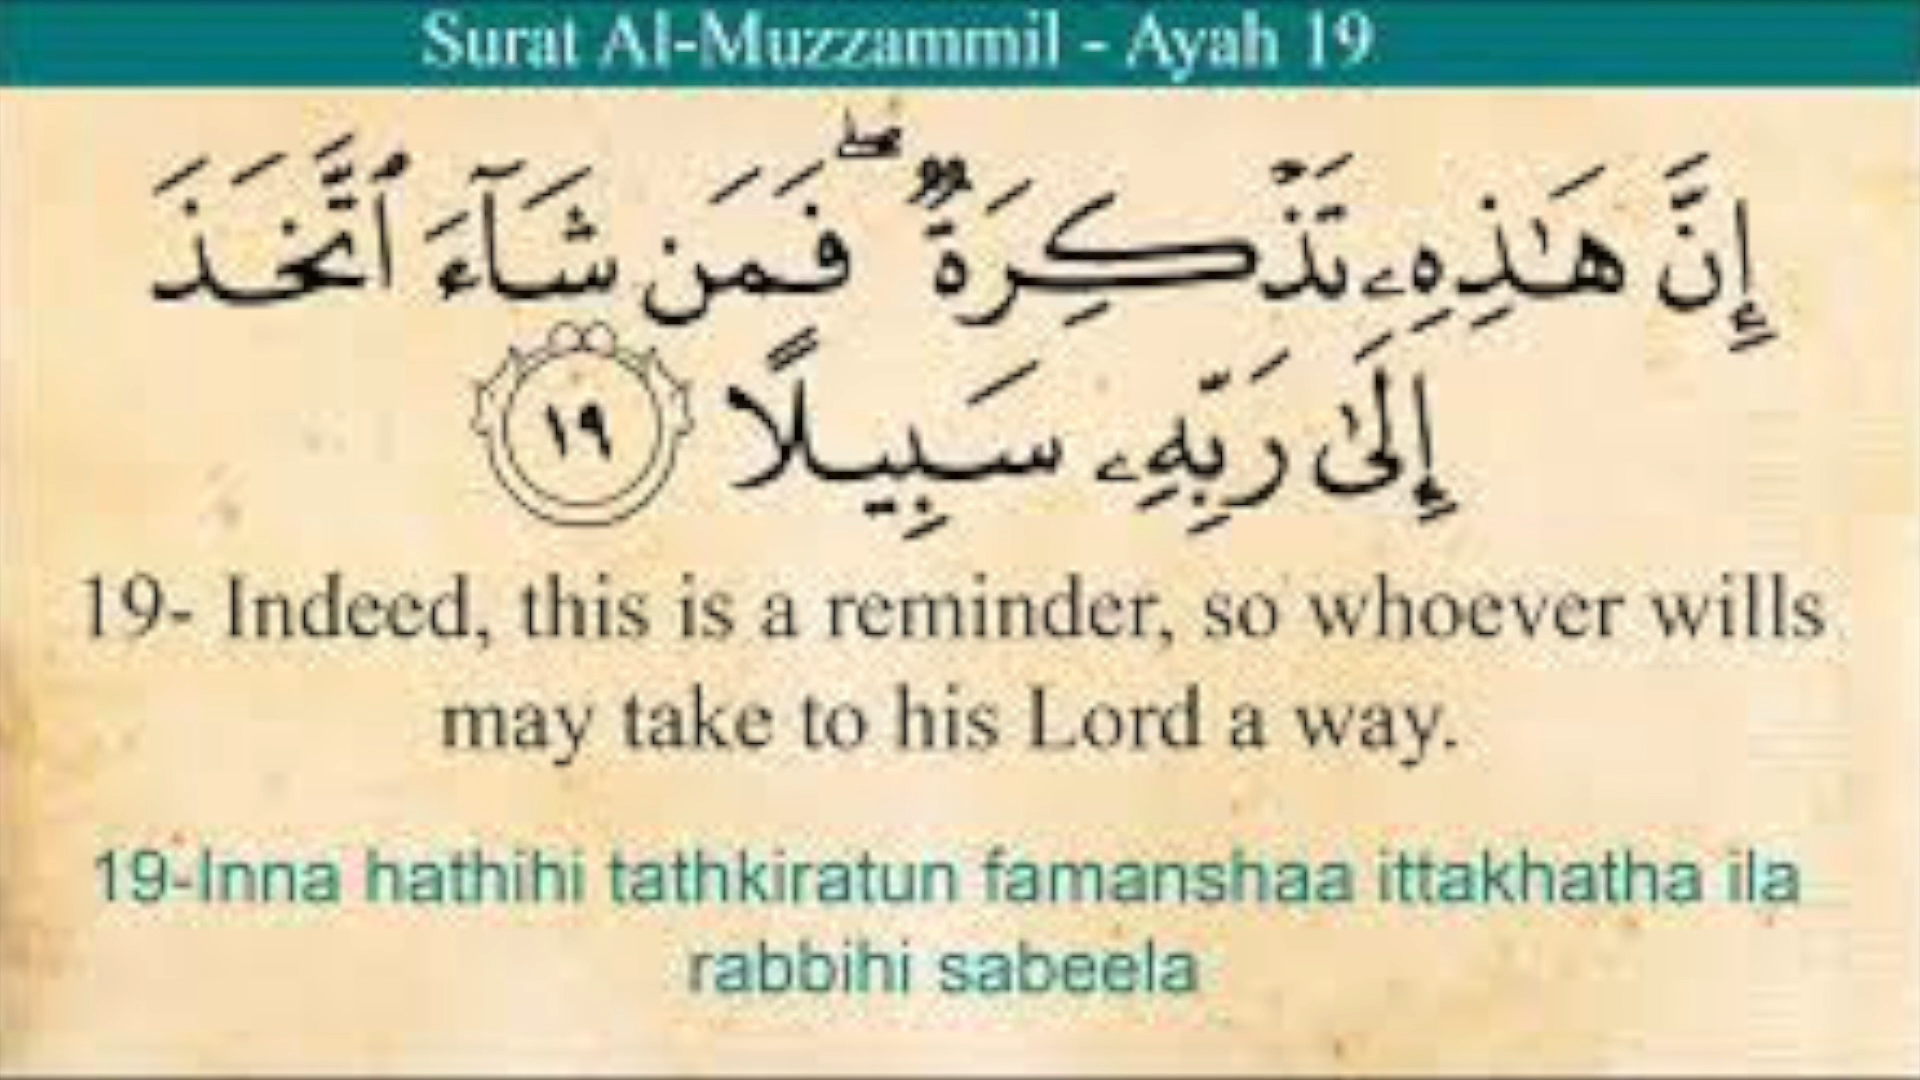 Surat Al-Muzzammil - Ayah 19
إِنَّ هَـٰذِهِۦ تَذْكِرَةٌ ۖ فَمَن شَآءَ ٱتَّخَذَ
إِلَىٰ رَبِّهِۦ سَبِيلًا ١٩
19- Indeed, this is a reminder, so whoever wills
may take to his Lord a way.
19-Inna hathihi tathkiratun famanshaa ittakhatha ila
rabbihi sabeela